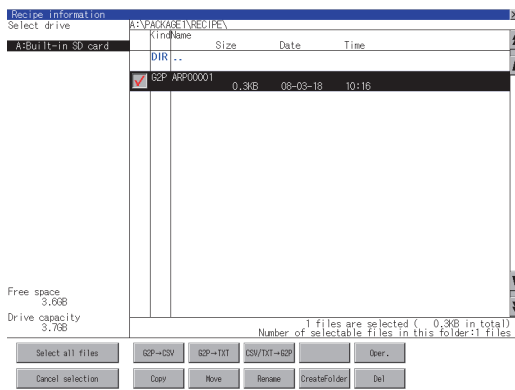 Recipe information
Select drive
A:\PACKAGE1\RECIPE\
A:Built-in SD card
Kind Name
Size Date Time
DIR ..
G2P ARP00001
0.3KB 08-03-18 10:16
Free space
3.6GB
Drive capacity
3.7GB
1 files are selected ( 0.3KB in total)
Number of selectable files in this folder:1 files
Select all files G2P→CSV G2P→TXT CSV/TXT→G2P Oper.
Cancel selection Copy Move Rename CreateFolder Del